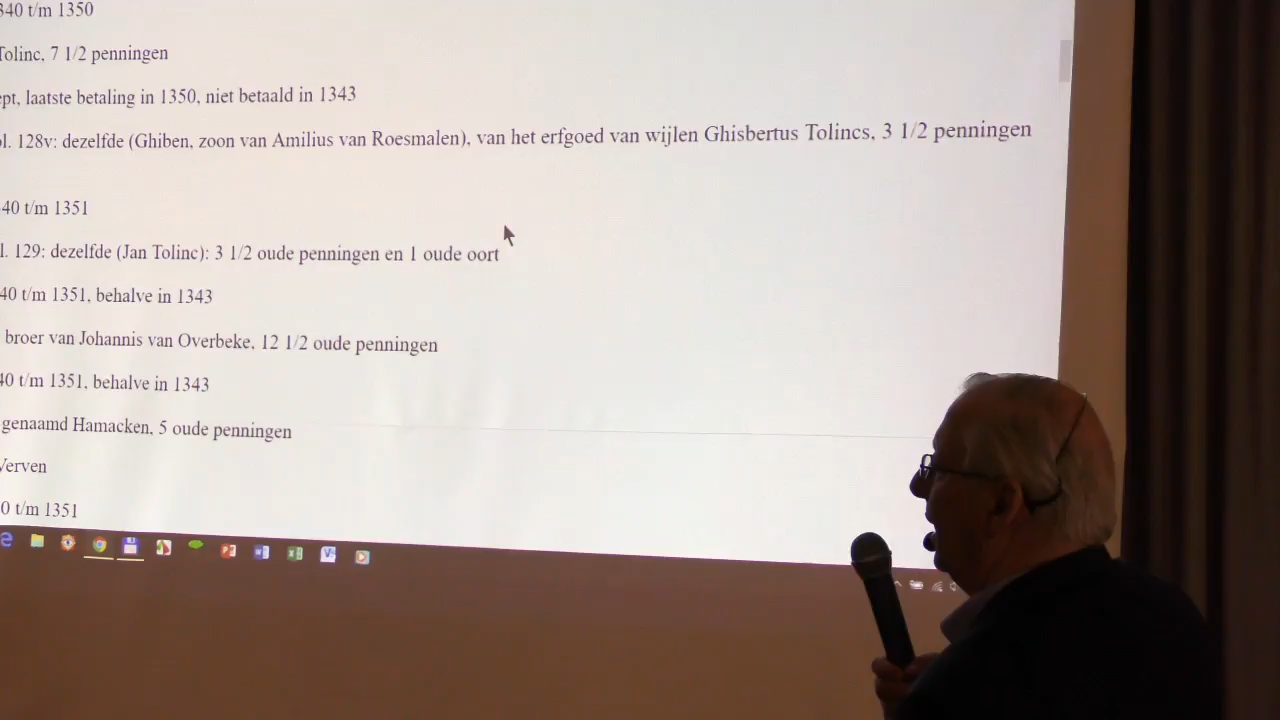 340 t/m 1350
Tolinc, 7 1/2 penningen
ept, laatste betaling in 1350, niet betaald in 1343
ol. 128v: dezelfde (Ghiben, zoon van Amilius van Roesmalen), van het erfgoed van wijlen Ghisbertus Tolincs, 3 1/2 penningen
40 t/m 1351
l. 129: dezelfde (Jan Tolinc): 3 1/2 oude penningen en 1 oude oort
40 t/m 1351, behalve in 1343
broer van Johannis van Overbeke, 12 1/2 oude penningen
40 t/m 1351, behalve in 1343
genaamd Hamacken, 5 oude penningen
Verven
0 t/m 1351